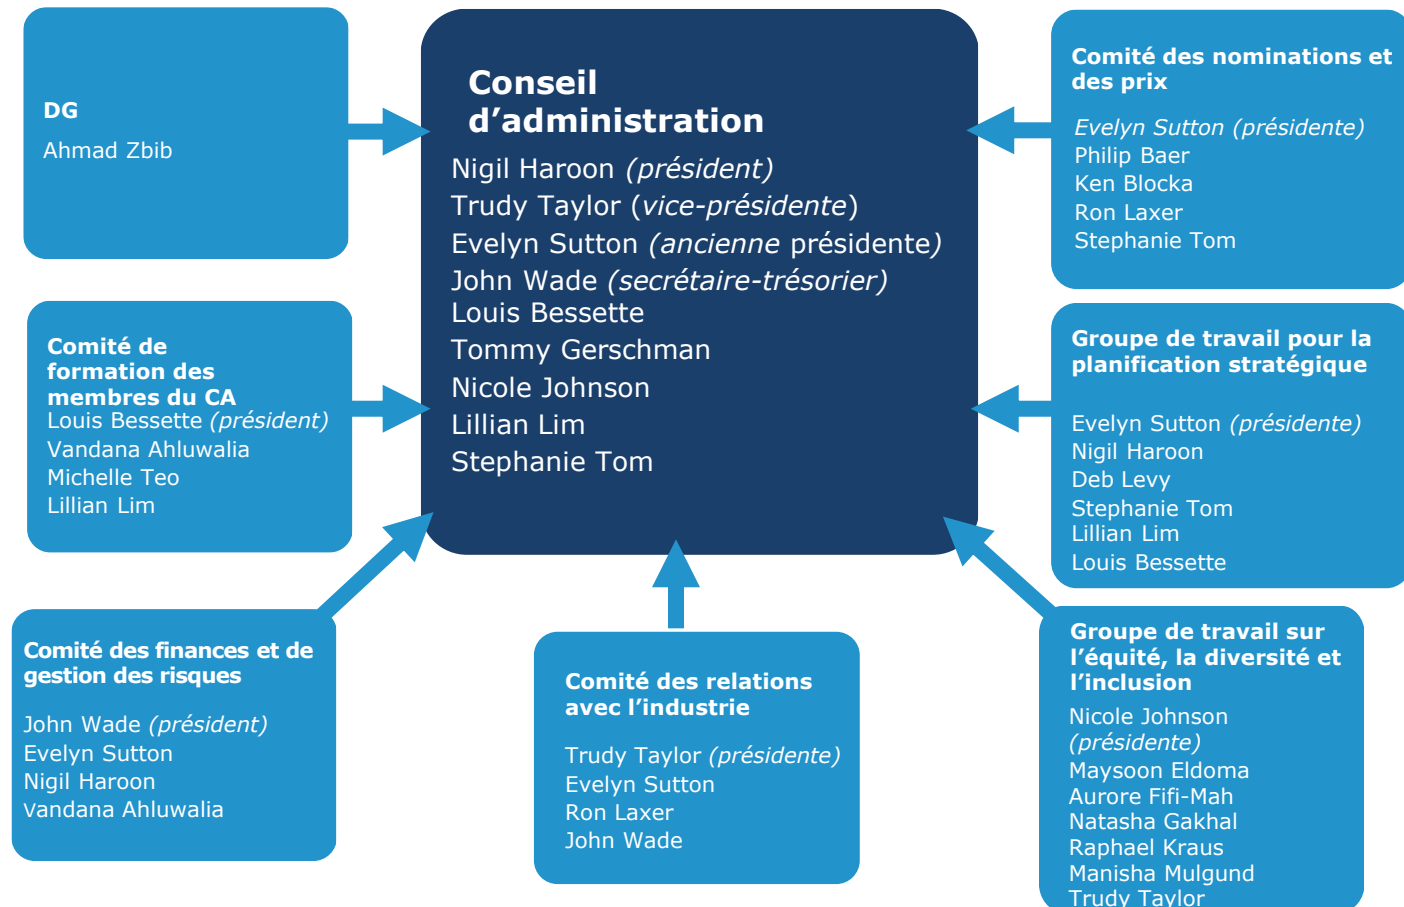 DG
Ahmad Zbib
Conseil
d’administration
Nigil Haroon (président)
Trudy Taylor (vice-présidente)
Evelyn Sutton (ancienne présidente)
John Wade (secrétaire-trésorier)
Louis Bessette
Tommy Gerschman
Nicole Johnson
Lillian Lim
Stephanie Tom
Comité des nominations et
des prix
Evelyn Sutton (présidente)
Philip Baer
Ken Blocka
Ron Laxer
Stephanie Tom
Comité de
formation des
membres du CA
Louis Bessette (président)
Vandana Ahluwalia
Michelle Teo
Lillian Lim
Groupe de travail pour la
planification stratégique
Evelyn Sutton (présidente)
Nigil Haroon
Deb Levy
Stephanie Tom
Lillian Lim
Louis Bessette
Comité des finances et de
gestion des risques
John Wade (président)
Evelyn Sutton
Nigil Haroon
Vandana Ahluwalia
Comité des relations
avec l’industrie
Trudy Taylor (présidente)
Evelyn Sutton
Ron Laxer
John Wade
Groupe de travail sur
l’équité, la diversité et
l’inclusion
Nicole Johnson
(présidente)
Maysoon Eldoma
Aurore Fifi-Mah
Natasha Gakhal
Raphael Kraus
Manisha Mulgund
Trudy Taylor